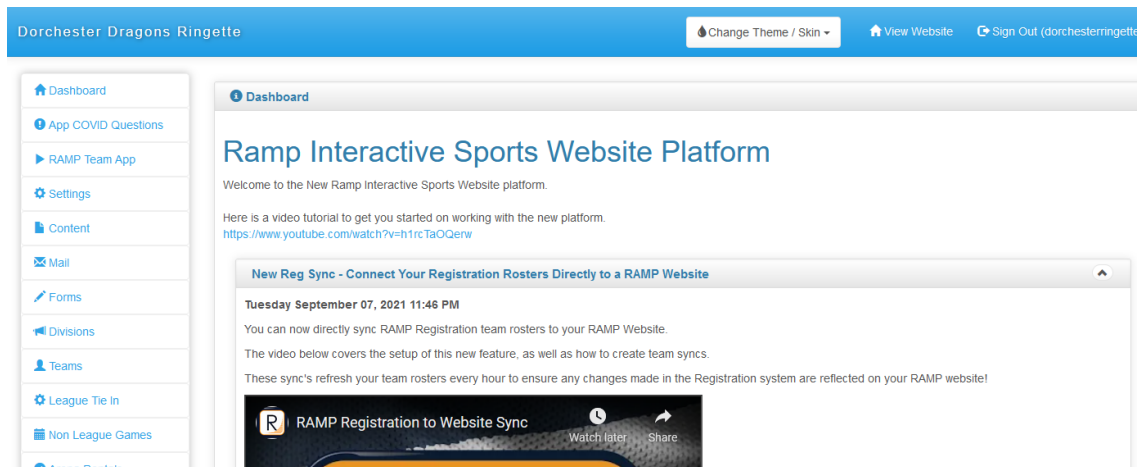 Dorchester Dragons Ringette
Change Theme / Skin
View Website
Sign Out (dorchesterringette
Dashboard
App COVID Questions
RAMP Team App
Settings
Content
Mail
Forms
Divisions
Teams
League Tie In
Non League Games
Dashboard
Ramp Interactive Sports Website Platform
Welcome to the New Ramp Interactive Sports Website platform.
Here is a video tutorial to get you started on working with the new platform.
https://www.youtube.com/watch?v=h1rcTaOQerw
New Reg Sync - Connect Your Registration Rosters Directly to a RAMP Website
Tuesday September 07, 2021 11:46 PM
You can now directly sync RAMP Registration team rosters to your RAMP Website.
The video below covers the setup of this new feature, as well as how to create team syncs.
These sync's refresh your team rosters every hour to ensure any changes made in the Registration system are reflected on your RAMP website!
R
RAMP Registration to Website Sync
Watch later
Share